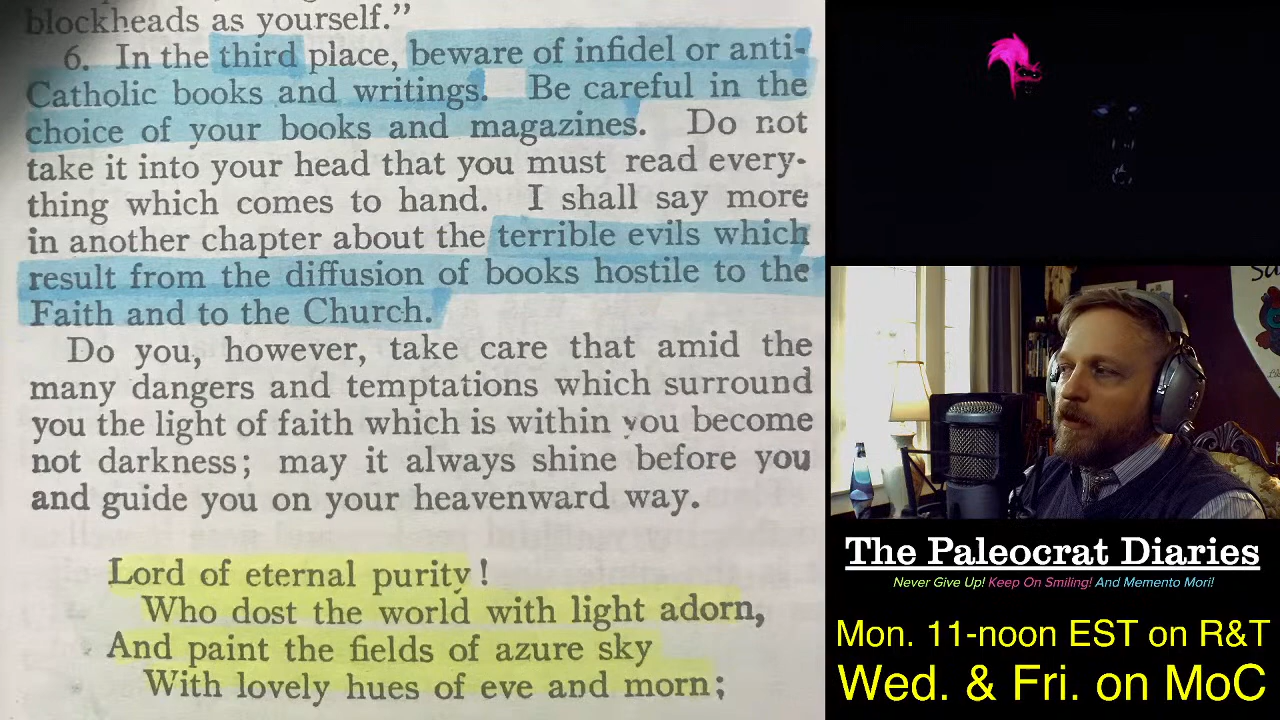 blockheads as yourself.”
6. In the third place, beware of infidel or anti-
Catholic books and writings. Be careful in the
choice of your books and magazines. Do not
take it into your head that you must read every-
thing which comes to hand. I shall say more
in another chapter about the terrible evils which
result from the diffusion of books hostile to the
Faith and to the Church.
Do you, however, take care that amid the
many dangers and temptations which surround
you the light of faith which is within you become
not darkness; may it always shine before you
and guide you on your heavenward way.
Lord of eternal purity!
Who dost the world with light adorn,
And paint the fields of azure sky
With lovely hues of eve and morn;
The Paleocrat Diaries
Never Give Up! Keep On Smiling! And Memento Mori!
Mon. 11-noon EST on R&T
Wed. & Fri. on MoC